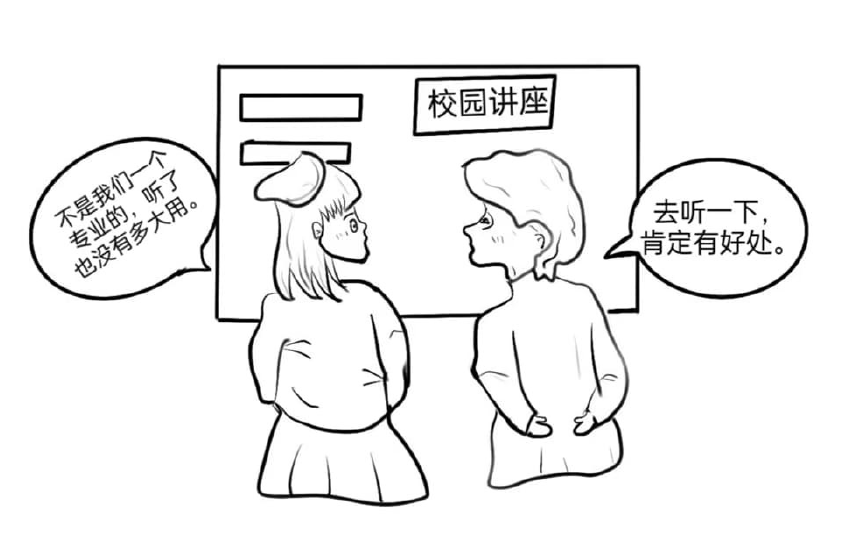 校园讲座
不是我们一个
专业的，听了
也没有多大用。
去听一下，
肯定有好处。